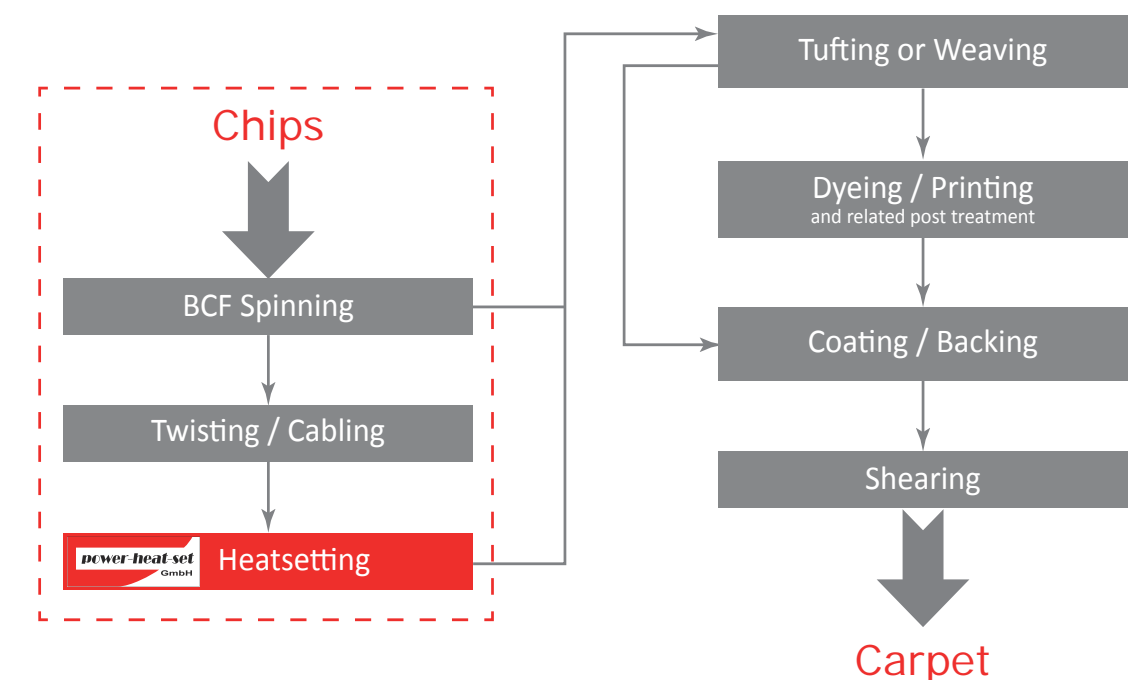 Chips
BCF Spinning
Twisting / Cabling
power-heat-set
GmbH
Heatsetting
Tufting or Weaving
Dyeing / Printing
and related post treatment
Coating / Backing
Shearing
Carpet